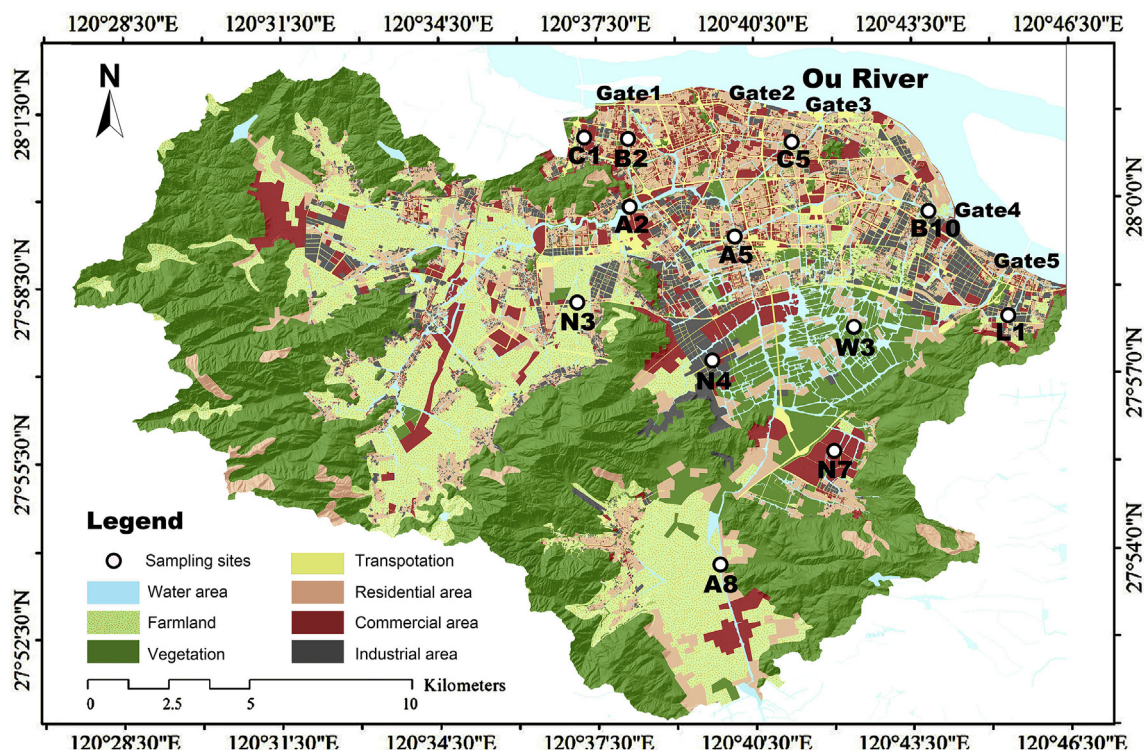 120°28'30"E 120°31'30"E 120°34'30"E 120°37'30"E 120°40'30"E 120°43'30"E 120°46'30"E
N
Ou River
Gate1 Gate2
Gate3
28°1'30"N
C1 B2 C5
28°0'0"N
A2
Gate4
B10
A5
Gate5
27°58'30"N
N3
L1
W3
N4
27°57'0"N
27°55'30"N
N7
27°54'0"N
A8
27°52'30"N
Legend
Sampling sites
Water area
Farmland
Vegetation
Transpotation
Residential area
Commercial area
Industrial area
Kilometers
0 2.5 5 10
120°28'30"E 120°31'30"E 120°34'30"E 120°37'30"E 120°40'30"E 120°43'30"E 120°46'30"E